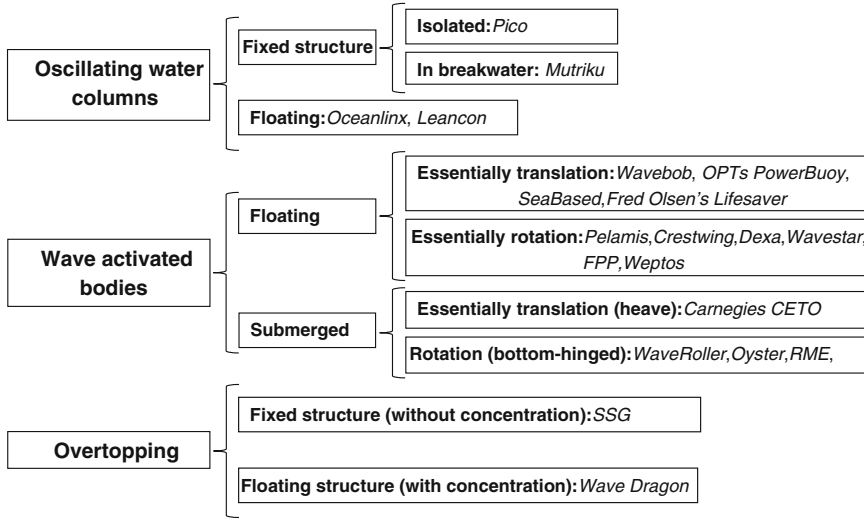 Oscillating water
columns
Fixed structure
Isolated:Pico
In breakwater: Mutriku
Floating:Oceanlinx, Leancon
Wave activated
bodies
Floating
Essentially translation:Wavebob, OPTs PowerBuoy,
SeaBased,Fred Olsen's Lifesaver
Essentially rotation:Pelamis,Crestwing,Dexa,Wavestar,
FPP,Weptos
Submerged
Essentially translation (heave):Carnegies CETO
Rotation (bottom-hinged):WaveRoller,Oyster,RME,
Overtopping
Fixed structure (without concentration):SSG
Floating structure (with concentration):Wave Dragon